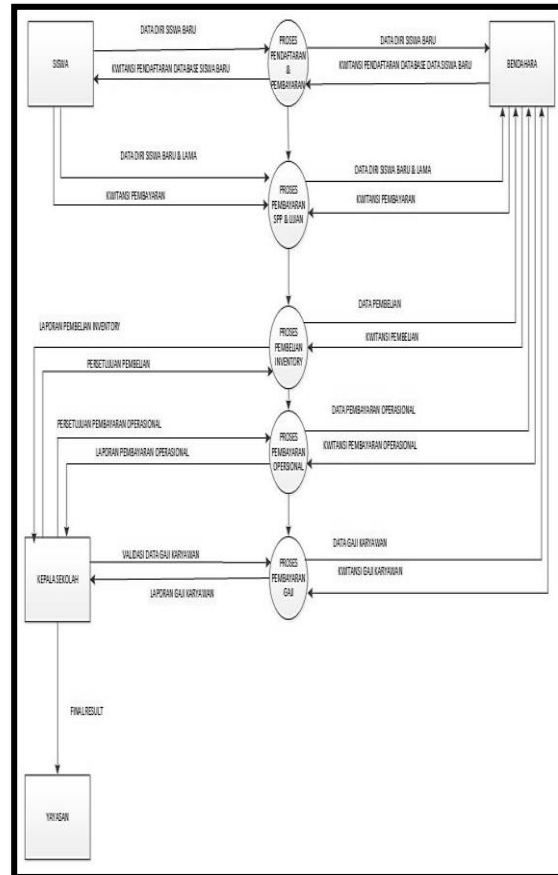 DATA DIRI SISWA BARU
SISWA
KWITANSI PENDAFTARAN DATABASE SISWA BARU
PROSES
PENDAFTARAN
&
PEMBAYARAN
DATA DIRI SISWA BARU
KWITANSI PENDAFTARAN DATABASE DATA SISWA BARU
BENDAHARA
DATA DIRI SISWA BARU & LAMA
KWITANSI PEMBAYARAN
PROSES
PEMBAYARAN
SPP & UJIAN
DATA DIRI SISWA BARU & LAMA
KWITANSI PEMBAYARAN
LAPORAN PEMBELIAN INVENTORY
PERSETUJUAN PEMBELIAN
PROSES
PEMBELIAN
INVENTORY
DATA PEMBELIAN
KWITANSI PEMBELIAN
PERSETUJUAN PEMBAYARAN OPERASIONAL
LAPORAN PEMBAYARAN OPERASIONAL
PROSES
PEMBAYARAN
OPERSIONAL
DATA PEMBAYARAN OPERASIONAL
KWITANSI PEMBAYARAN OPERASIONAL
KEPALA SEKOLAH
VALIDASI DATA GAJI KARYAWAN
LAPORAN GAJI KARYAWAN
PROSES
PEMBAYARAN
GAJI
DATA GAJI KARYAWAN
KWITANSI GAJI KARYAWAN
FINAL RESULT
YAYASAN